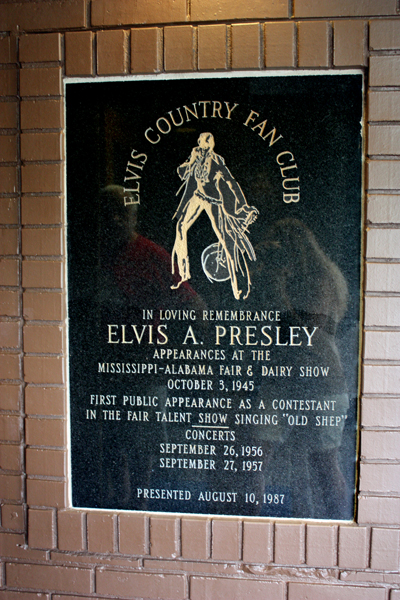 ELVIS COUNTRY FAN CLUB
IN LOVING REMEMBRANCE
ELVIS A. PRESLEY
APPEARANCES AT THE
MISSISSIPPI-ALABAMA FAIR & DAIRY SHOW
OCTOBER 3, 1945
FIRST PUBLIC APPEARANCE AS A CONTESTANT
IN THE FAIR TALENT SHOW SINGING "OLD SHEP"
CONCERTS
SEPTEMBER 26, 1956
SEPTEMBER 27, 1957
PRESENTED AUGUST 10, 1987